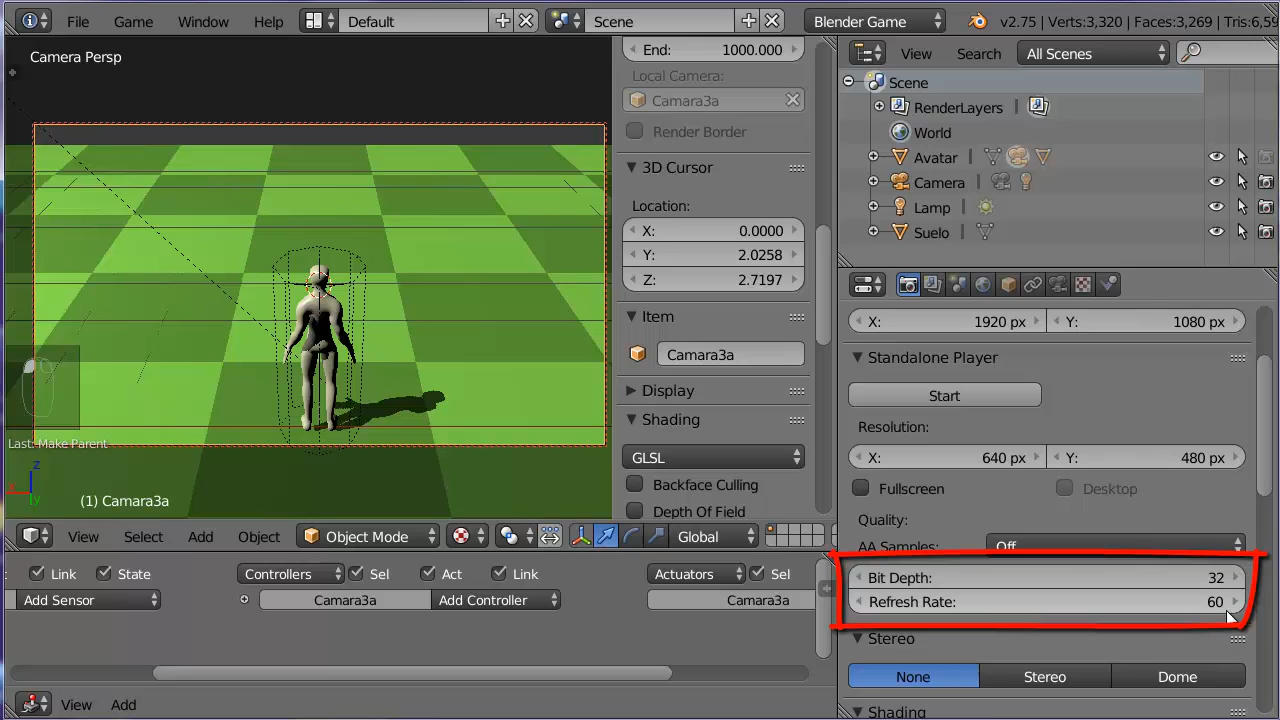 File Game Window Help Default Scene Blender Game v2.75 | Verts:3,320 | Faces:3,269 | Tris:6,59
Camera Persp
(1) Camara3a
Last: Make Parent
z
x
y
View Select Add Object Object Mode Global
End: 1000.000
Local Camera:
Camara3a
Render Border
3D Cursor
Location:
X: 0.0000
Y: 2.0258
Z: 2.7197
Item
Camara3a
Display
Shading
GLSL
Backface Culling
Depth Of Field
View Search All Scenes
Scene
RenderLayers
World
Avatar
Camera
Lamp
Suelo
X: 1920 px Y: 1080 px
Standalone Player
Start
Resolution:
X: 640 px Y: 480 px
Fullscreen Desktop
Quality:
AA Samples: Off
Bit Depth: 32
Refresh Rate: 60
Stereo
None Stereo Dome
Shading
Link State Controllers Sel Act Link Actuators Sel
Add Sensor Camara3a Add Controller Camara3a
View Add